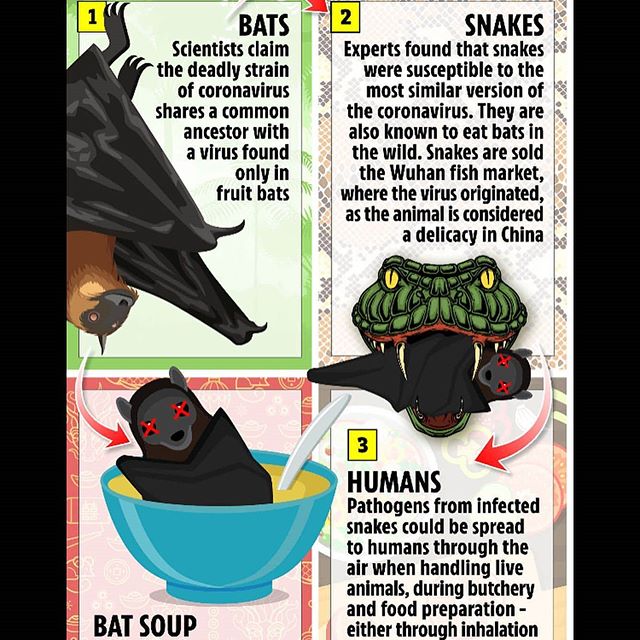 1
BATS
Scientists claim
the deadly strain
of coronavirus
shares a common
ancestor with
a virus found
only in
fruit bats
2
SNAKES
Experts found that snakes
were susceptible to the
most similar version of
the coronavirus. They are
also known to eat bats in
the wild. Snakes are sold
the Wuhan fish market,
where the virus originated,
as the animal is considered
a delicacy in China
BAT SOUP
3
HUMANS
Pathogens from infected
snakes could be spread
to humans through the
air when handling live
animals, during butchery
and food preparation -
either through inhalation